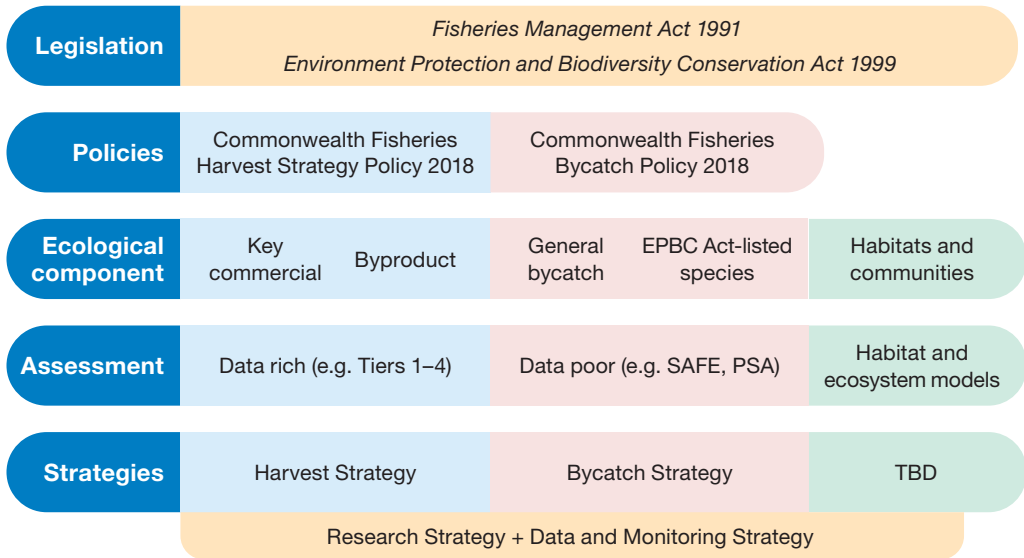 Legislation
Fisheries Management Act 1991
Environment Protection and Biodiversity Conservation Act 1999
Policies
Commonwealth Fisheries
Harvest Strategy Policy 2018
Commonwealth Fisheries
Bycatch Policy 2018
Ecological
component
Key
commercial
Byproduct
General
bycatch
EPBC Act-listed
species
Habitats and
communities
Assessment
Data rich (e.g. Tiers 1–4)
Data poor (e.g. SAFE, PSA)
Habitat and
ecosystem models
Strategies
Harvest Strategy
Bycatch Strategy
TBD
Research Strategy + Data and Monitoring Strategy